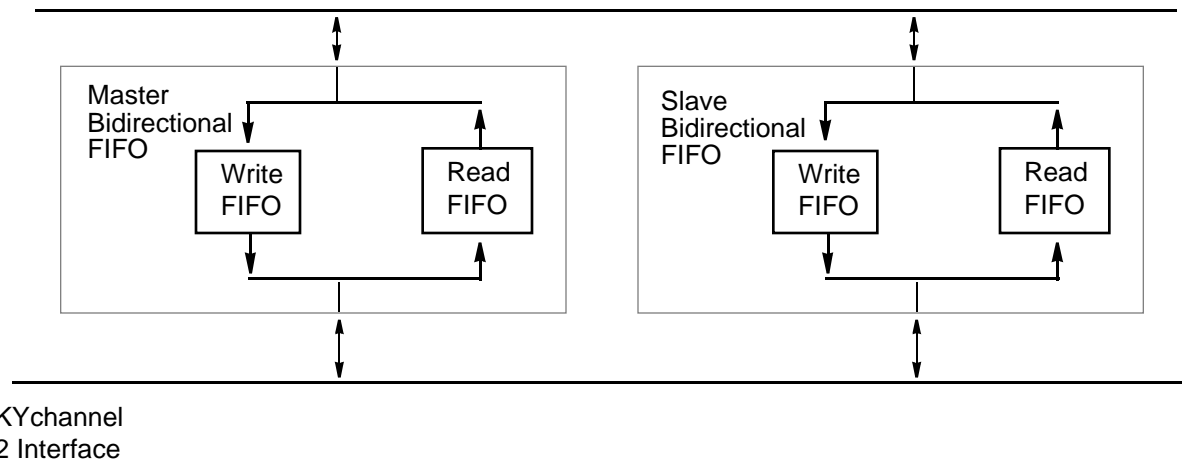 Master
Bidirectional
FIFO
Write
FIFO
Read
FIFO
Slave
Bidirectional
FIFO
Write
FIFO
Read
FIFO
KYchannel
2 Interface